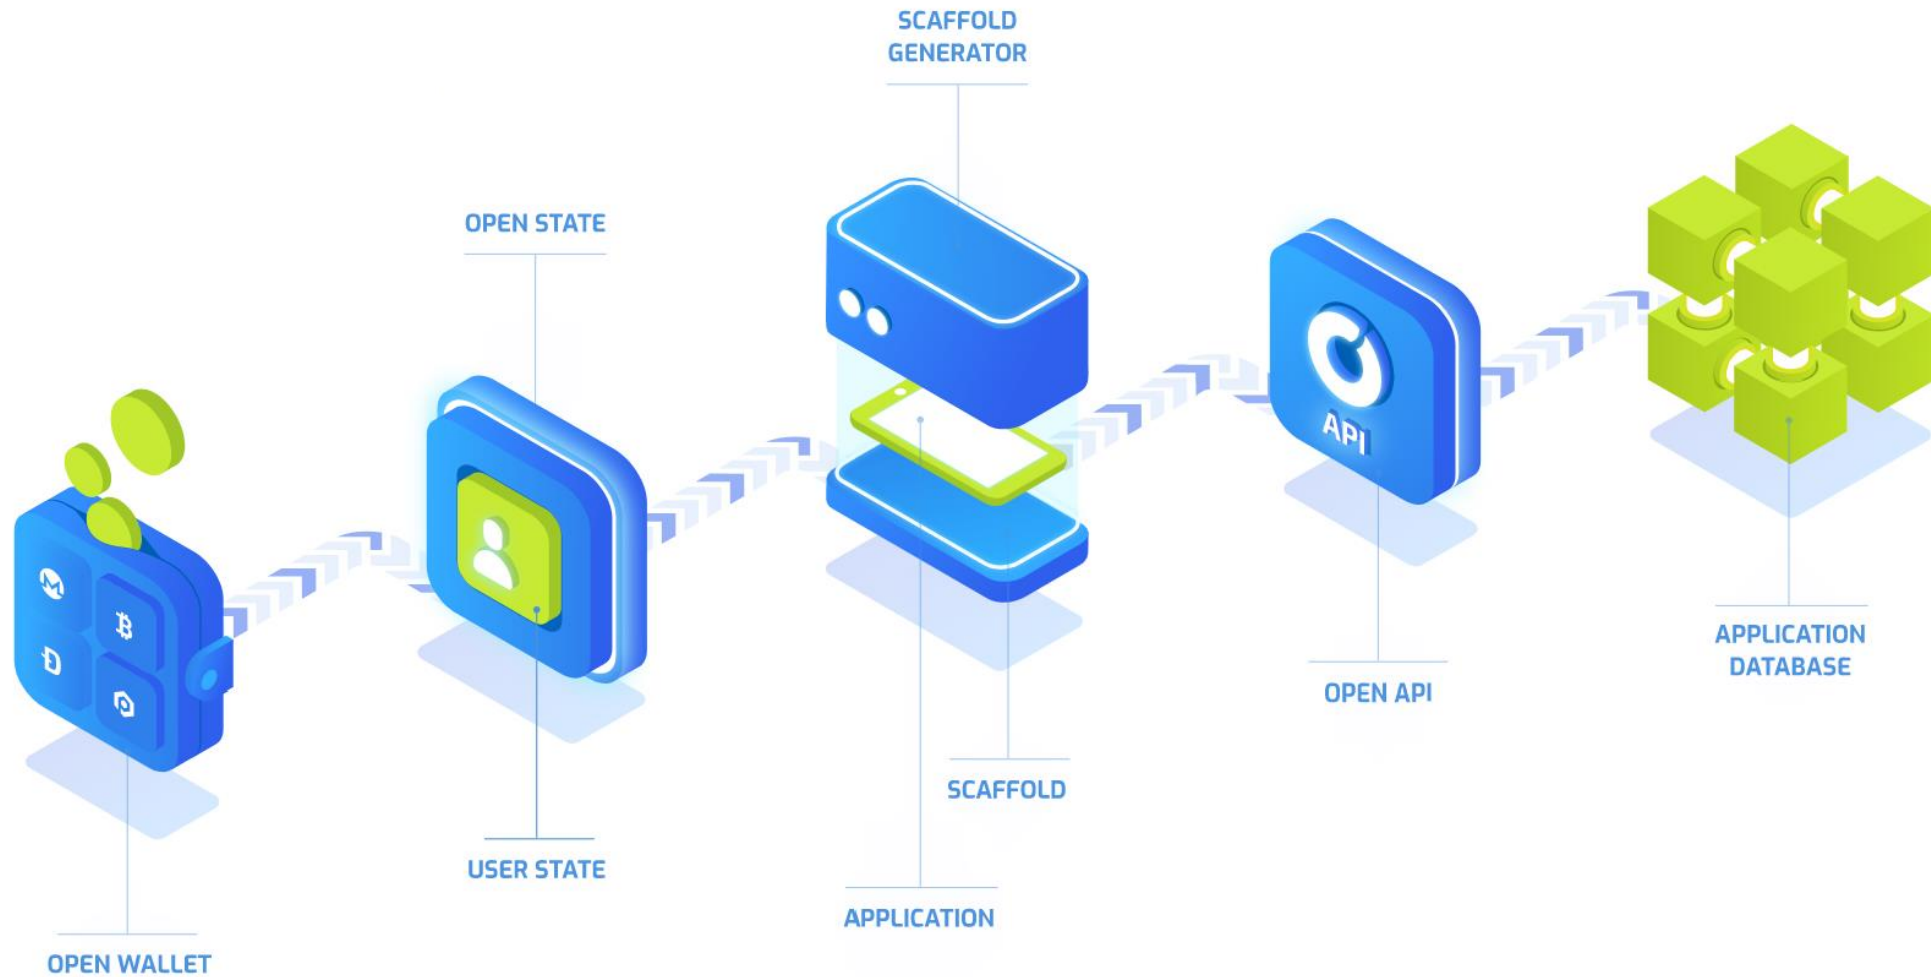 SCAFFOLD
GENERATOR
OPEN STATE
API
OPEN API
APPLICATION
DATABASE
SCAFFOLD
USER STATE
APPLICATION
OPEN WALLET